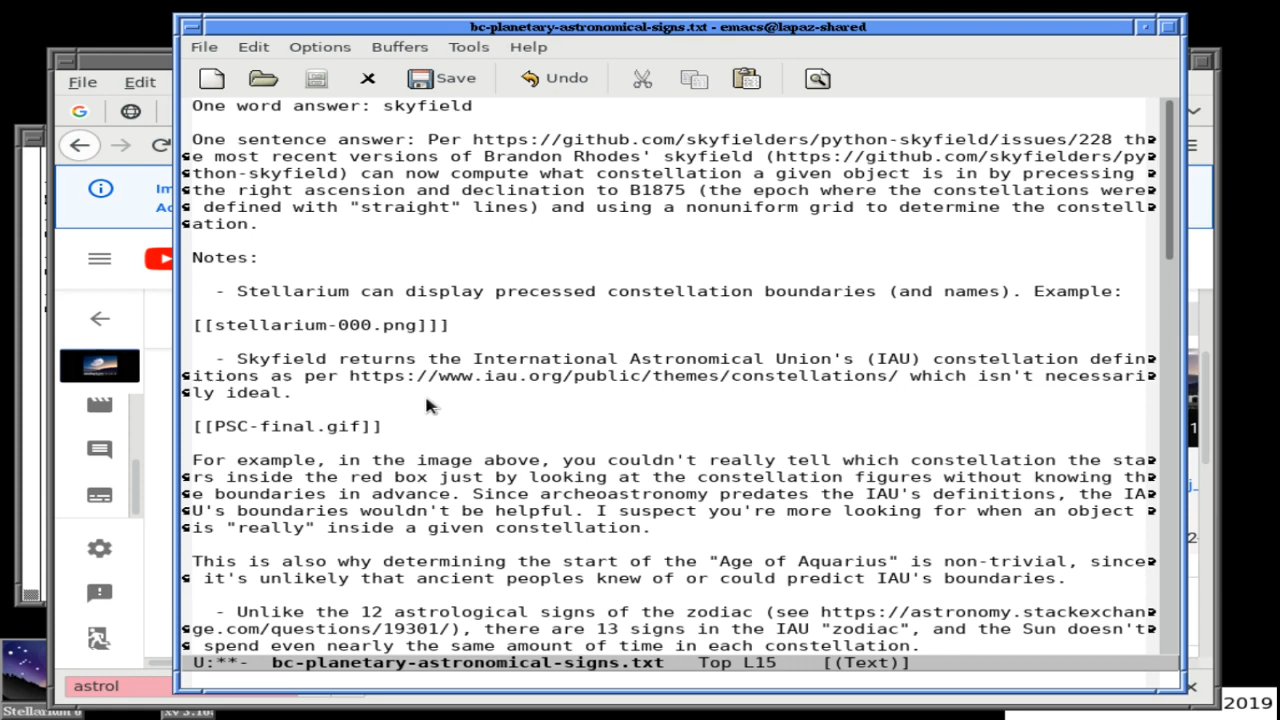 bc-planetary-astronomical-signs.txt - emacs@lapaz-shared
File Edit Options Buffers Tools Help
File Edit
Save Undo
One word answer: skyfield
One sentence answer: Per https://github.com/skyfielders/python-skyfield/issues/228 th
e most recent versions of Brandon Rhodes' skyfield (https://github.com/skyfielders/py
thon-skyfield) can now compute what constellation a given object is in by precessing
the right ascension and declination to B1875 (the epoch where the constellations were
defined with "straight" lines) and using a nonuniform grid to determine the constell
ation.
Notes:
- Stellarium can display precessed constellation boundaries (and names). Example:
[[stellarium-000.png]]]
- Skyfield returns the International Astronomical Union's (IAU) constellation defin
itions as per https://www.iau.org/public/themes/constellations/ which isn't necessari
ly ideal.
[[PSC-final.gif]]
For example, in the image above, you couldn't really tell which constellation the sta
rs inside the red box just by looking at the constellation figures without knowing th
e boundaries in advance. Since archeoastronomy predates the IAU's definitions, the IA
U's boundaries wouldn't be helpful. I suspect you're more looking for when an object
is "really" inside a given constellation.
This is also why determining the start of the "Age of Aquarius" is non-trivial, since
it's unlikely that ancient peoples knew of or could predict IAU's boundaries.
- Unlike the 12 astrological signs of the zodiac (see https://astronomy.stackexchan
ge.com/questions/19301/), there are 13 signs in the IAU "zodiac", and the Sun doesn't
spend even nearly the same amount of time in each constellation.
U:**- bc-planetary-astronomical-signs.txt Top L15 [(Text)]
astrol
2019